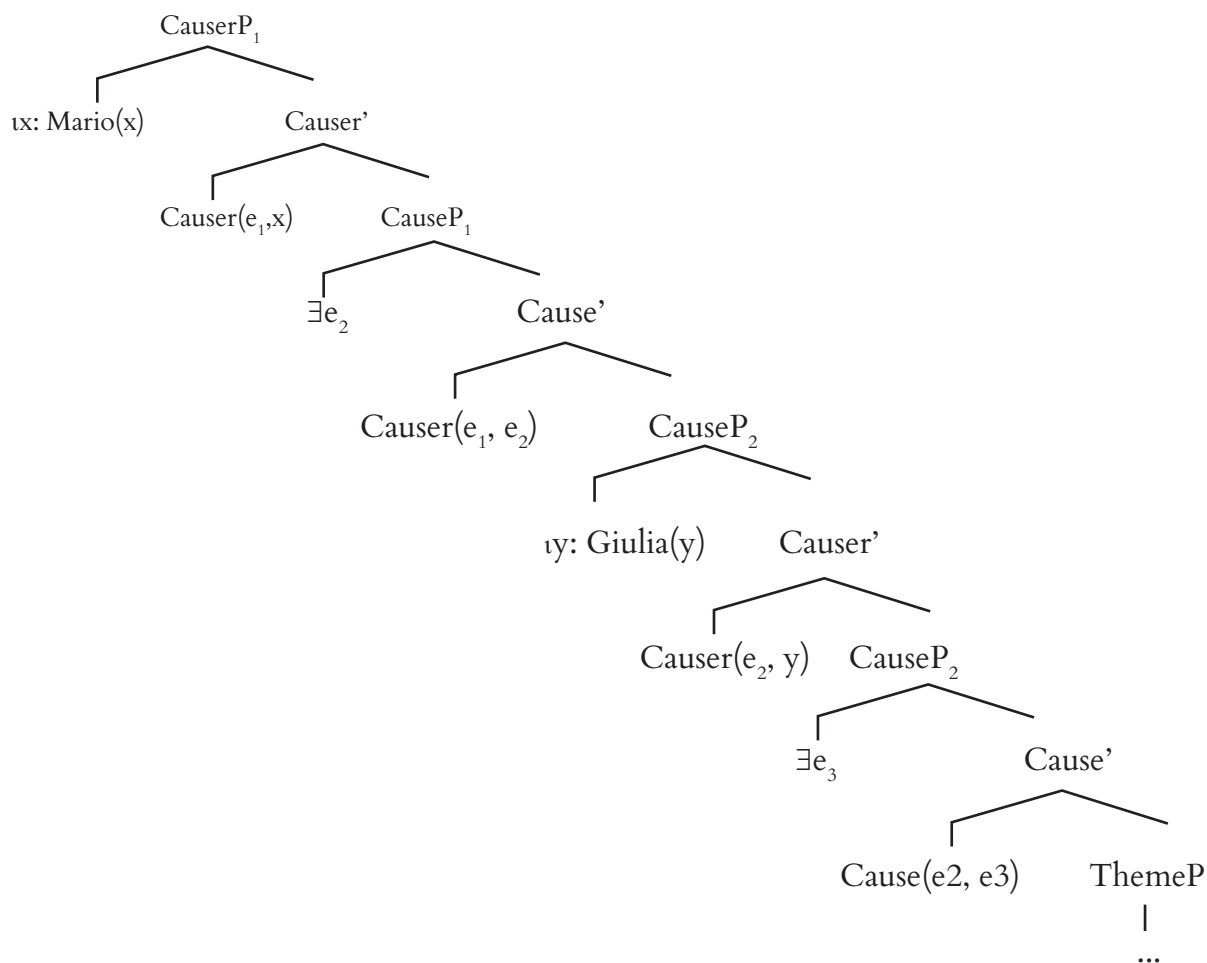 CauserP₁
ιx: Mario(x) Causer’
Causer(e₁,x) CauseP₁
∃e₂ Cause’
Causer(e₁, e₂) CauseP₂
ιy: Giulia(y) Causer’
Causer(e₂, y) CauseP₂
∃e₃ Cause’
Cause(e2, e3) ThemeP
...